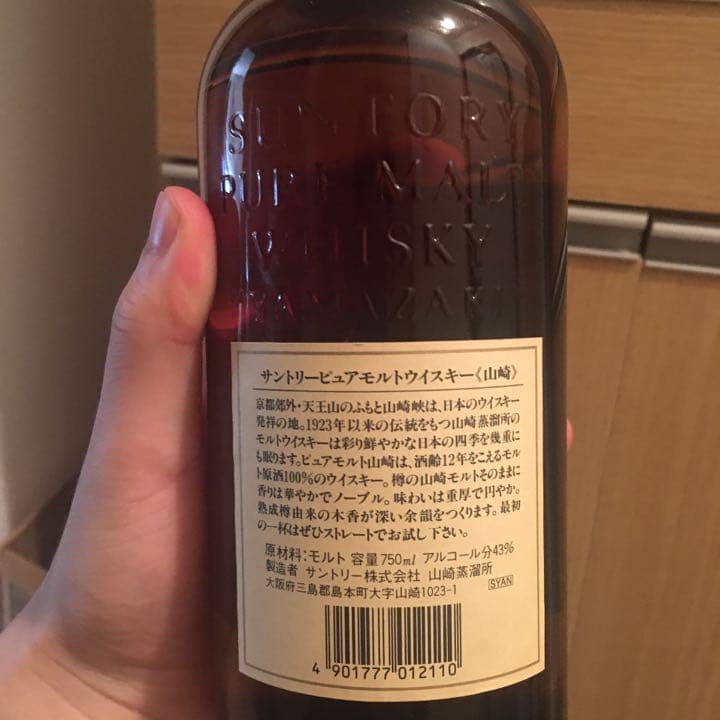 SUNTORY
PURE MALT
WHISKY
YAMAZAKI
サントリーピュアモルトウイスキー《山崎》
京都郊外・天王山のふもと山崎峡は、日本のウイスキー
発祥の地。1923年以来の伝統をもつ山崎蒸溜所の
モルトウイスキーは彩り鮮やかな日本の四季を幾重に
も眠ります。ピュアモルト山崎は、酒齢12年をこえるモル
ト原酒100%のウイスキー。樽の山崎モルトそのままに
香りは華やかでノーブル。味わいは重厚で円やか。
熟成樽由来の木香が深い余韻をつくります。最初
の一杯はぜひストレートでお試し下さい。
原材料:モルト 容量750ml アルコール分43%
製造者 サントリー株式会社 山崎蒸溜所
大阪府三島郡島本町大字山崎1023-1
SYAN
4 901777 012110